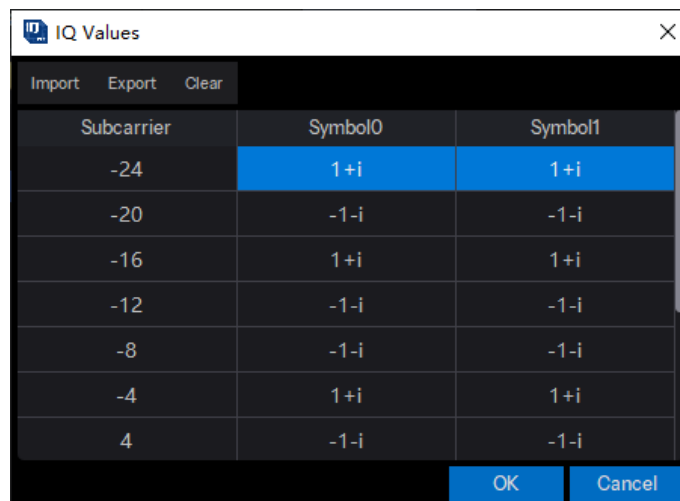 IQ Values
Import Export Clear
Subcarrier Symbol0 Symbol1
-24 1+i 1+i
-20 -1-i -1-i
-16 1+i 1+i
-12 -1-i -1-i
-8 -1-i -1-i
-4 1+i 1+i
4 -1-i -1-i
OK Cancel